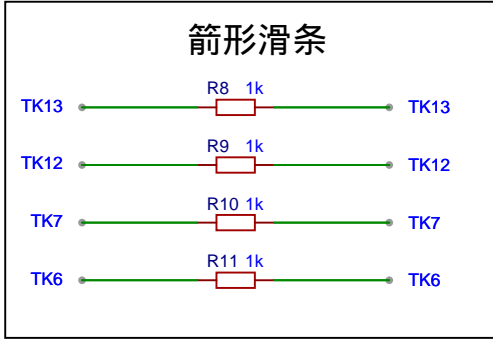 箭形滑条
R8 1k
TK13 TK13
R9 1k
TK12 TK12
R10 1k
TK7 TK7
R11 1k
TK6 TK6